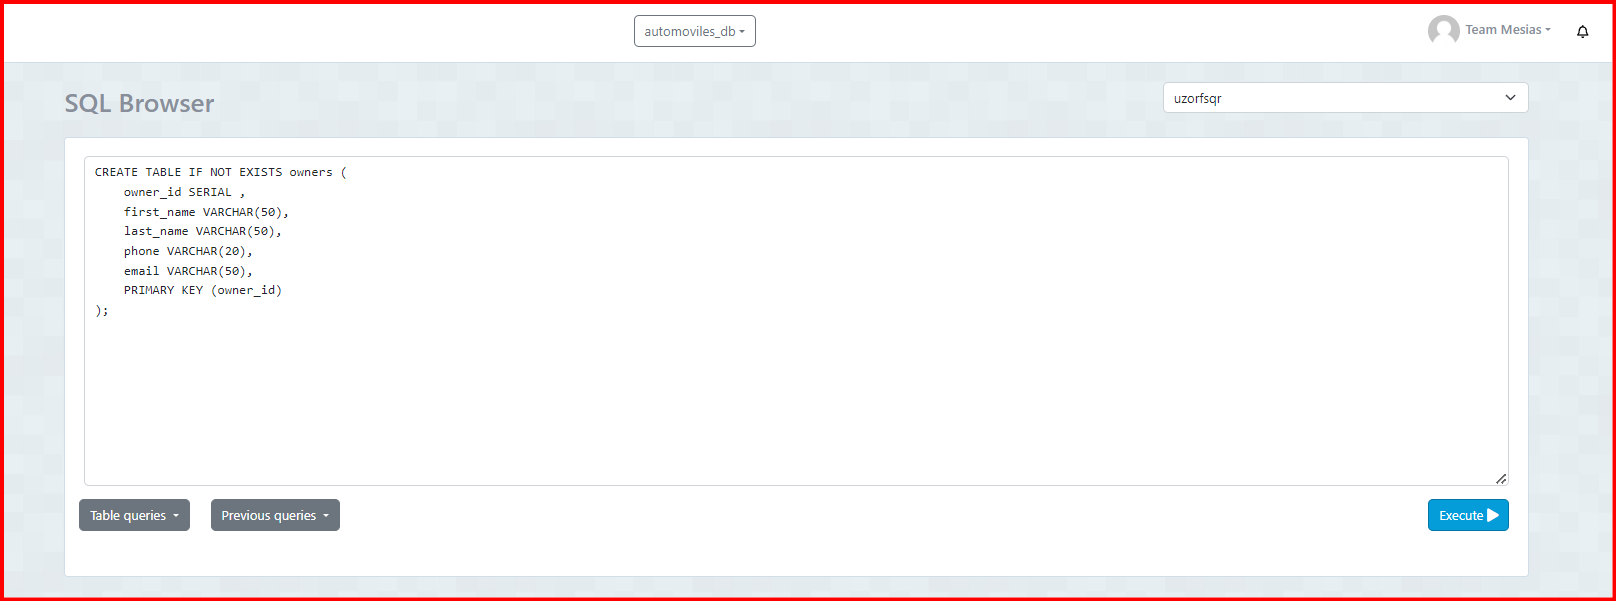 automoviles_db
Team Mesias
SQL Browser
uzorfsqr
CREATE TABLE IF NOT EXISTS owners (
    owner_id SERIAL ,
    first_name VARCHAR(50),
    last_name VARCHAR(50),
    phone VARCHAR(20),
    email VARCHAR(50),
    PRIMARY KEY (owner_id)
);
Table queries
Previous queries
Execute